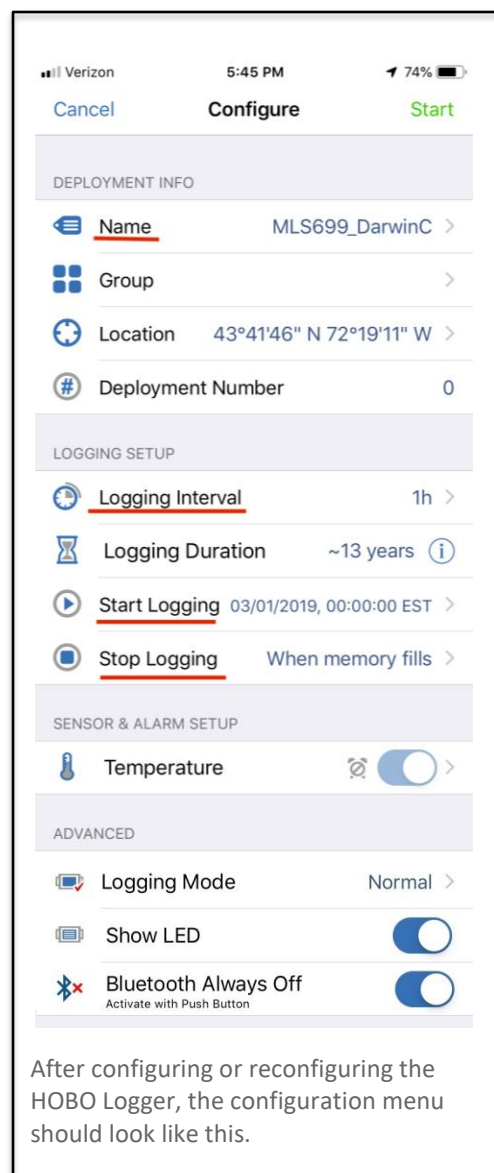 Verizon 5:45 PM 74%
Cancel Configure Start
DEPLOYMENT INFO
Name MLS699_DarwinC >
Group >
Location 43°41'46" N 72°19'11" W >
# Deployment Number 0
LOGGING SETUP
Logging Interval 1h >
Logging Duration ~13 years i
Start Logging 03/01/2019, 00:00:00 EST >
Stop Logging When memory fills >
SENSOR & ALARM SETUP
Temperature >
ADVANCED
Logging Mode Normal >
Show LED
Bluetooth Always Off
Activate with Push Button
After configuring or reconfiguring the
HOBO Logger, the configuration menu
should look like this.